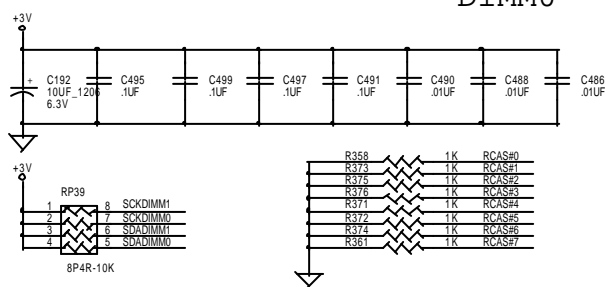 DIMM0
+3V
C192 C495 C499 C497 C491 C490 C488 C486
10UF_1206 .1UF .1UF .1UF .1UF .01UF .01UF .01UF
6.3V
+3V
RP39
1 8 SCKDIMM1
2 7 SCKDIMM0
3 6 SDADIMM1
4 5 SDADIMM0
8P4R-10K
R358 1K RCAS#0
R373 1K RCAS#1
R375 1K RCAS#2
R376 1K RCAS#3
R371 1K RCAS#4
R372 1K RCAS#5
R374 1K RCAS#6
R361 1K RCAS#7